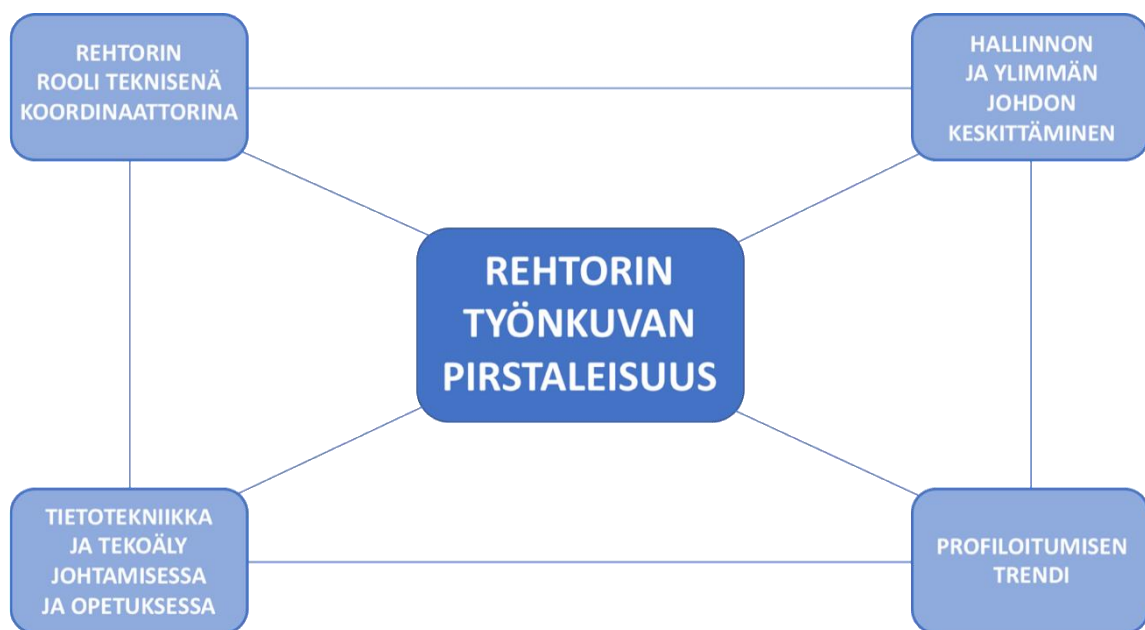 REHTORIN
ROOLI TEKNISENÄ
KOORDINAATTORINA
HALLINNON
JA YLIMMÄN
JOHDON
KESKITTÄMINEN
REHTORIN
TYÖNKUVAN
PIRSTALEISUUS
TIETOTEKNIIKKA
JA TEKOÄLY
JOHTAMISESSA
JA OPETUKSESSA
PROFILOITUMISEN
TRENDI